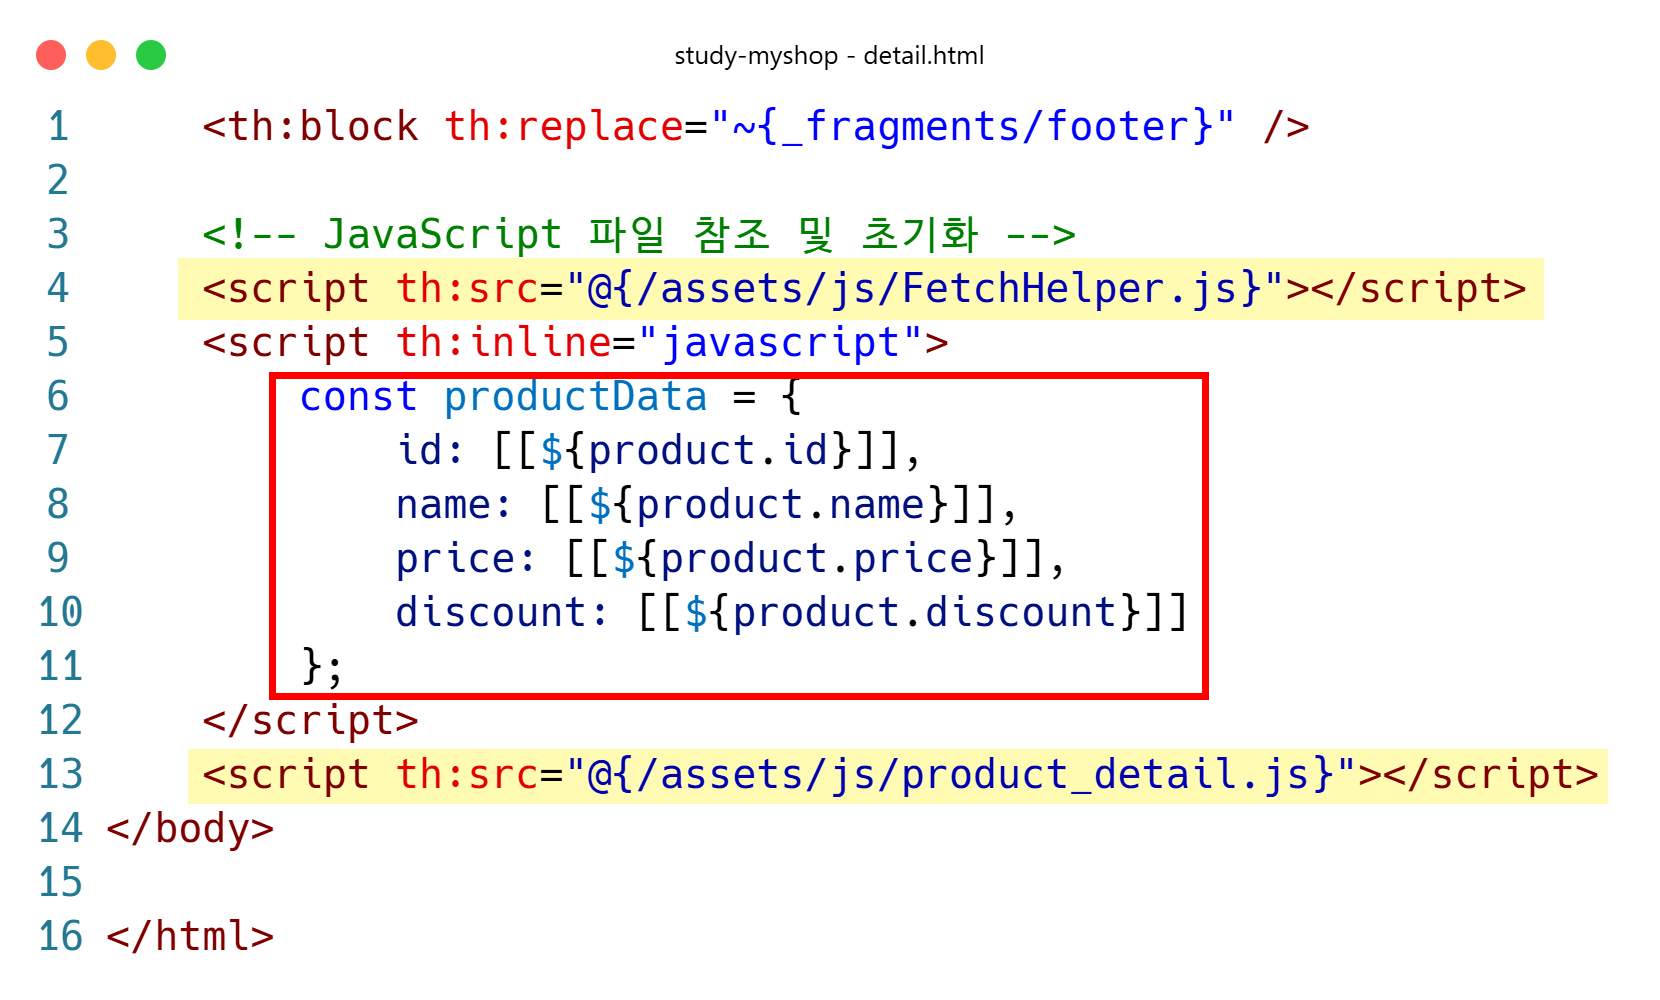 study-myshop - detail.html
1 <th:block th:replace="~{_fragments/footer}" />
2
3 <!-- JavaScript 파일 참조 및 초기화 -->
4 <script th:src="@{/assets/js/FetchHelper.js}"></script>
5 <script th:inline="javascript">
6 const productData = {
7 id: [[${product.id}]],
8 name: [[${product.name}]],
9 price: [[${product.price}]],
10 discount: [[${product.discount}]]
11 };
12 </script>
13 <script th:src="@{/assets/js/product_detail.js}"></script>
14 </body>
15
16 </html>